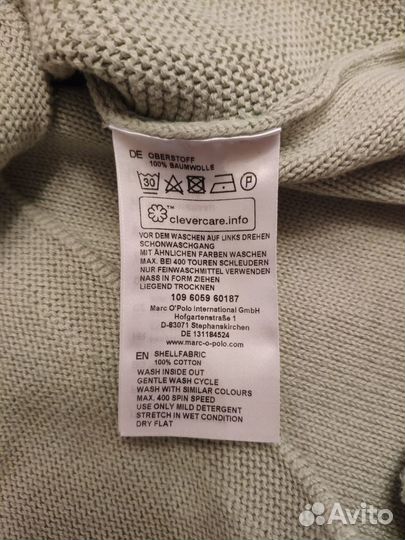 DE OBERSTOFF
100% BAUMWOLLE
30 P
™
clevercare.info
VOR DEM WASCHEN AUF LINKS DREHEN
SCHONWASCHGANG
MIT ÄHNLICHEN FARBEN WASCHEN
MAX. BEI 400 TOUREN SCHLEUDERN
NUR FEINWASCHMITTEL VERWENDEN
NASS IN FORM ZIEHEN
LIEGEND TROCKNEN
109 6059 60187
Marc O'Polo International GmbH
Hofgartenstraße 1
D-83071 Stephanskirchen
DE 131184524
www.marc-o-polo.com
EN SHELLFABRIC
100% COTTON
WASH INSIDE OUT
GENTLE WASH CYCLE
WASH WITH SIMILAR COLOURS
MAX. 400 SPIN SPEED
USE ONLY MILD DETERGENT
STRETCH IN WET CONDITION
DRY FLAT
Avito